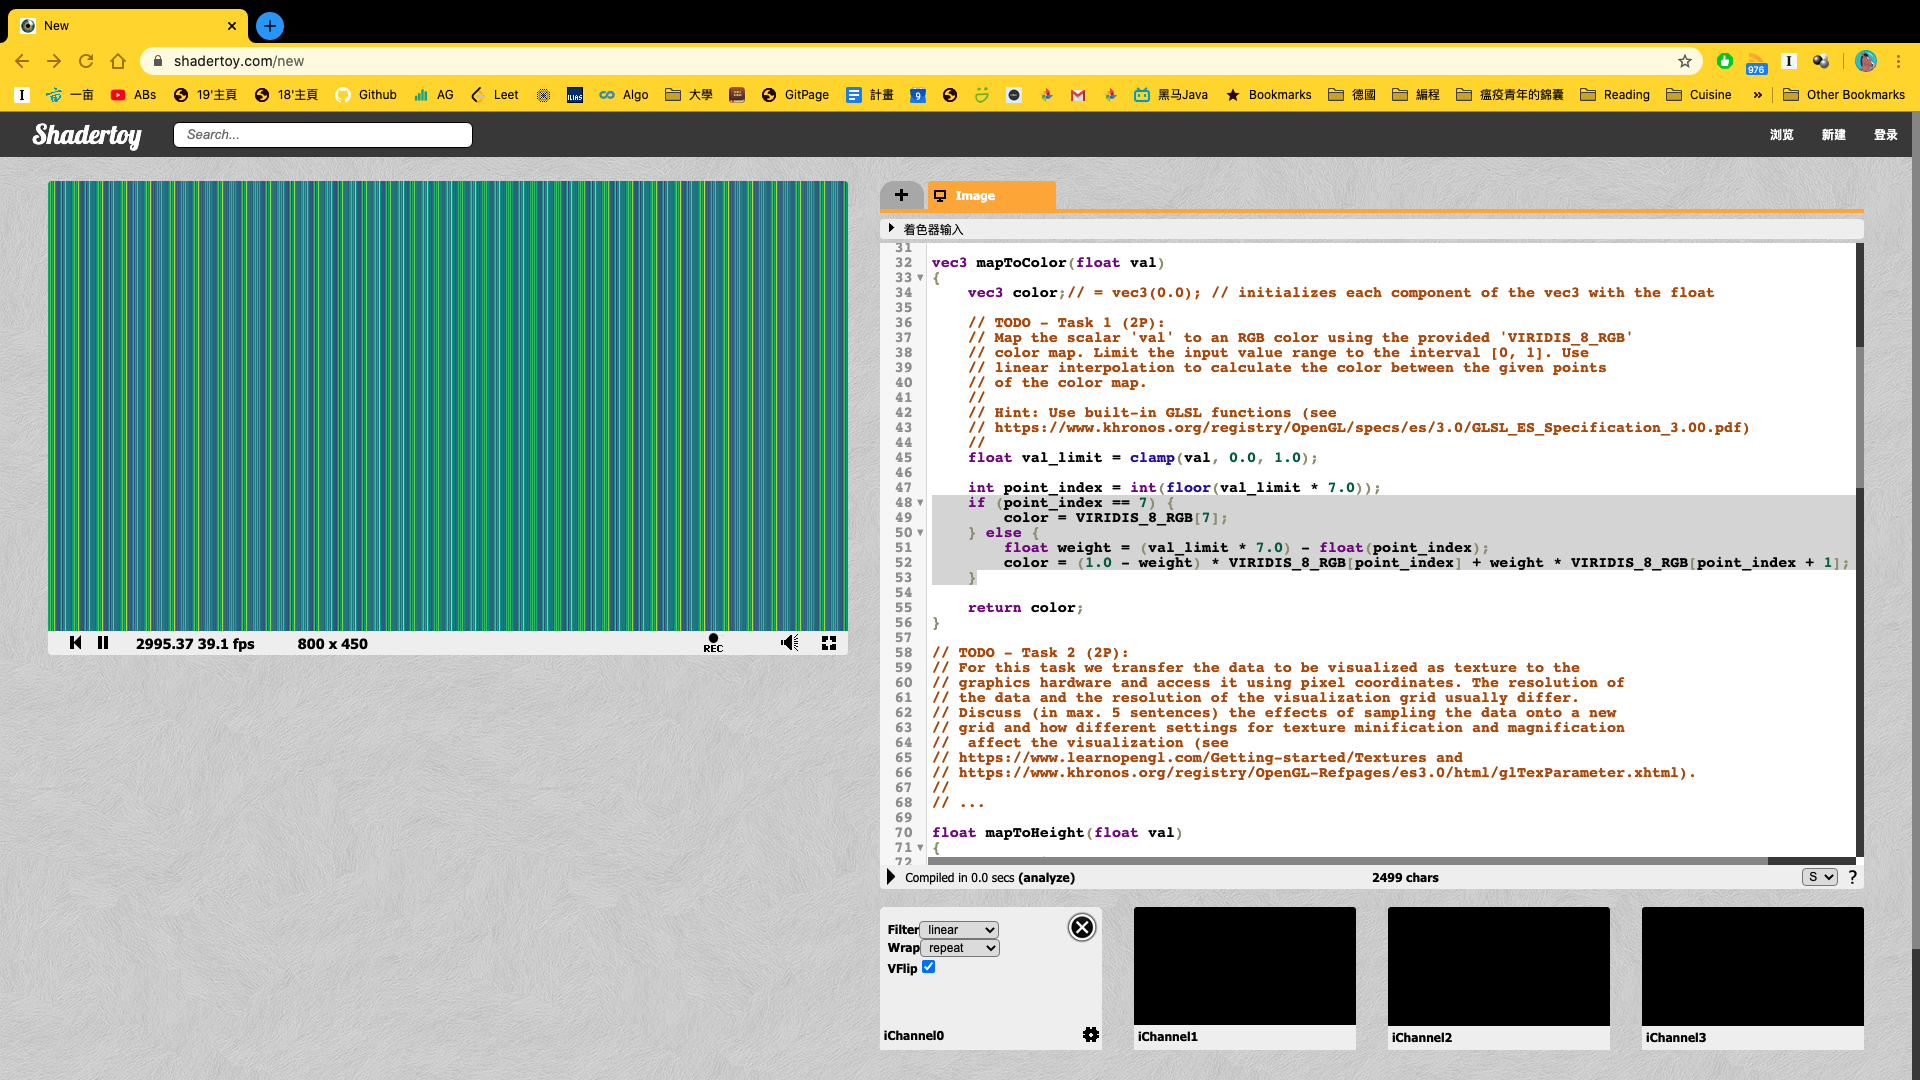 New
shadertoy.com/new
976
一亩
ABs
19'主頁
18'主頁
Github
AG
Leet
ILIAS
Algo
大學
GitPage
計畫
9
黑马Java
Bookmarks
德國
編程
瘟疫青年的錦囊
Reading
Cuisine
»
Other Bookmarks
Shadertoy
Search...
浏览
新建
登录
+
Image
着色器输入
31
32 vec3 mapToColor(float val)
33 {
34     vec3 color;// = vec3(0.0); // initializes each component of the vec3 with the float
35
36     // TODO - Task 1 (2P):
37     // Map the scalar 'val' to an RGB color using the provided 'VIRIDIS_8_RGB'
38     // color map. Limit the input value range to the interval [0, 1]. Use
39     // linear interpolation to calculate the color between the given points
40     // of the color map.
41     //
42     // Hint: Use built-in GLSL functions (see
43     // https://www.khronos.org/registry/OpenGL/specs/es/3.0/GLSL_ES_Specification_3.00.pdf)
44     //
45     float val_limit = clamp(val, 0.0, 1.0);
46
47     int point_index = int(floor(val_limit * 7.0));
48     if (point_index == 7) {
49         color = VIRIDIS_8_RGB[7];
50     } else {
51         float weight = (val_limit * 7.0) - float(point_index);
52         color = (1.0 - weight) * VIRIDIS_8_RGB[point_index] + weight * VIRIDIS_8_RGB[point_index + 1];
53     }
54
55     return color;
56 }
57
58 // TODO - Task 2 (2P):
59 // For this task we transfer the data to be visualized as texture to the
60 // graphics hardware and access it using pixel coordinates. The resolution of
61 // the data and the resolution of the visualization grid usually differ.
62 // Discuss (in max. 5 sentences) the effects of sampling the data onto a new
63 // grid and how different settings for texture minification and magnification
64 //  affect the visualization (see
65 // https://www.learnopengl.com/Getting-started/Textures and
66 // https://www.khronos.org/registry/OpenGL-Refpages/es3.0/html/glTexParameter.xhtml).
67 //
68 // ...
69
70 float mapToHeight(float val)
71 {
72
2995.37 39.1 fps
800 x 450
REC
Compiled in 0.0 secs (analyze)
2499 chars
S
?
Filter linear
Wrap repeat
VFlip
iChannel0
iChannel1
iChannel2
iChannel3